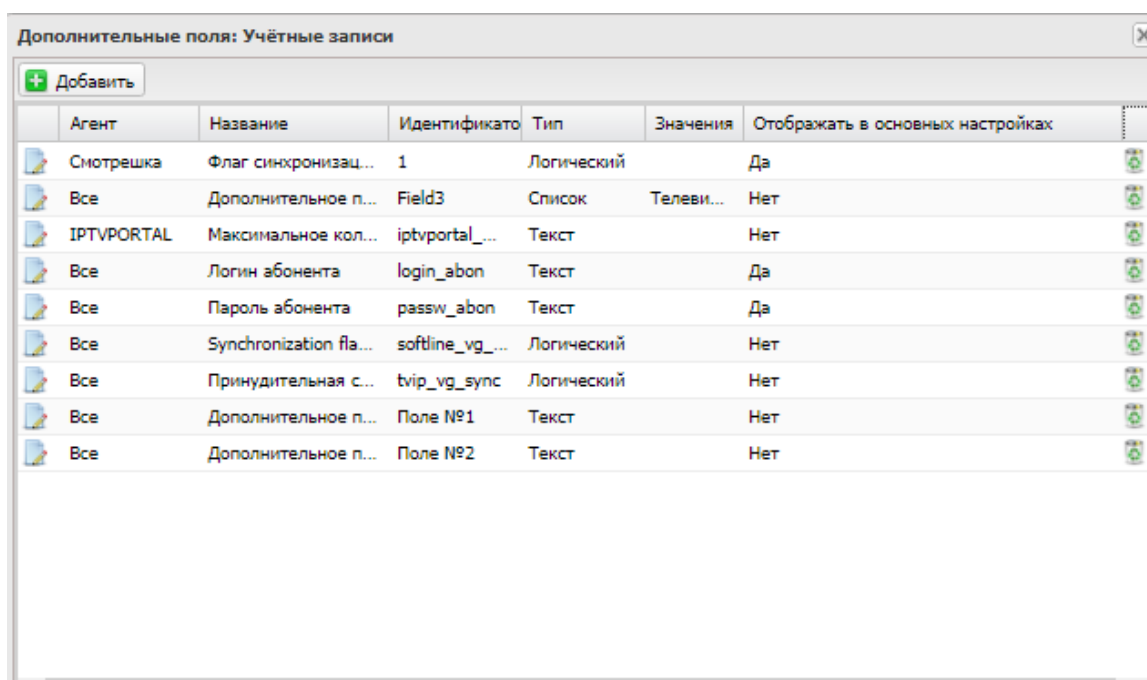 Дополнительные поля: Учётные записи
Добавить
Агент Название Идентификато Тип Значения Отображать в основных настройках
Смотрешка Флаг синхронизац... 1 Логический Да
Все Дополнительное п... Field3 Список Телеви... Нет
IPTVPORTAL Максимальное кол... iptvportal_... Текст Нет
Все Логин абонента login_abon Текст Да
Все Пароль абонента passw_abon Текст Да
Все Synchronization fla... softline_vg_... Логический Нет
Все Принудительная с... tvip_vg_sync Логический Нет
Все Дополнительное п... Поле №1 Текст Нет
Все Дополнительное п... Поле №2 Текст Нет